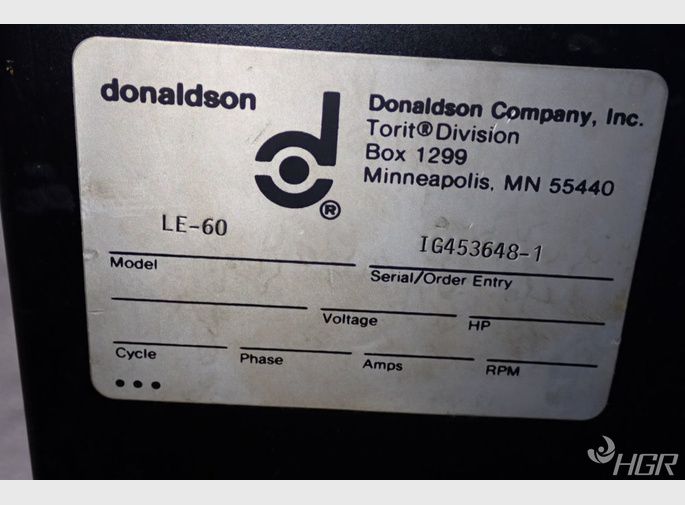 donaldson
Donaldson Company, Inc.
Torit® Division
Box 1299
Minneapolis, MN 55440
®
LE-60
IG453648-1
Model
Serial/Order Entry
Voltage
HP
Cycle
Phase
Amps
RPM
HGR